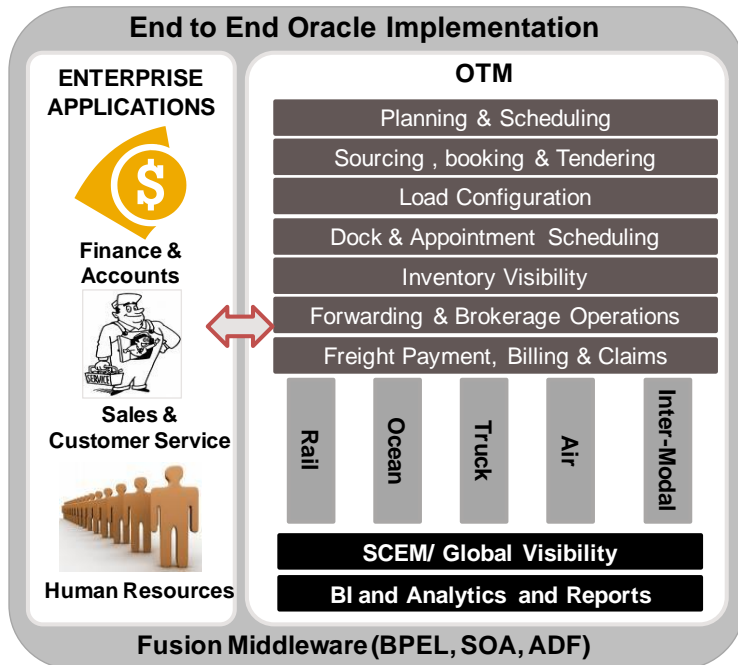 End to End Oracle Implementation
ENTERPRISE
APPLICATIONS
$
Finance &
Accounts
SERVICE
Sales &
Customer Service
Human Resources
OTM
Planning & Scheduling
Sourcing , booking & Tendering
Load Configuration
Dock & Appointment Scheduling
Inventory Visibility
Forwarding & Brokerage Operations
Freight Payment, Billing & Claims
Rail
Ocean
Truck
Air
Inter-Modal
SCEM/ Global Visibility
BI and Analytics and Reports
Fusion Middleware (BPEL, SOA, ADF)